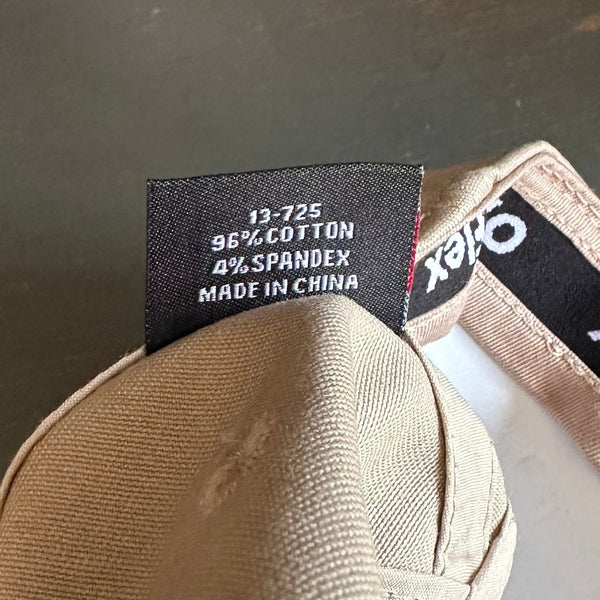 13-725
96% COTTON
4% SPANDEX
MADE IN CHINA